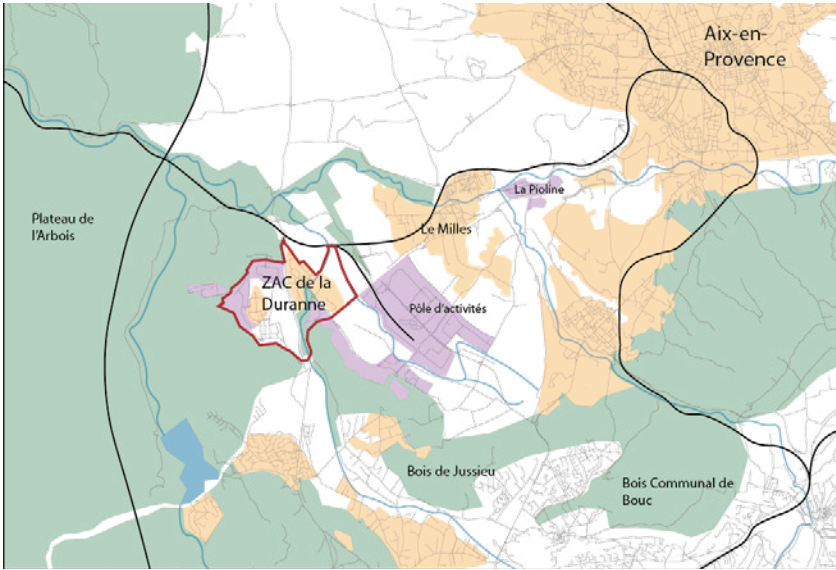 Aix-en-
Provence
La Pioline
Plateau de
l'Arbois
Le Milles
ZAC de la
Duranne
Pôle d'activités
Bois de Jussieu
Bois Communal de
Bouc